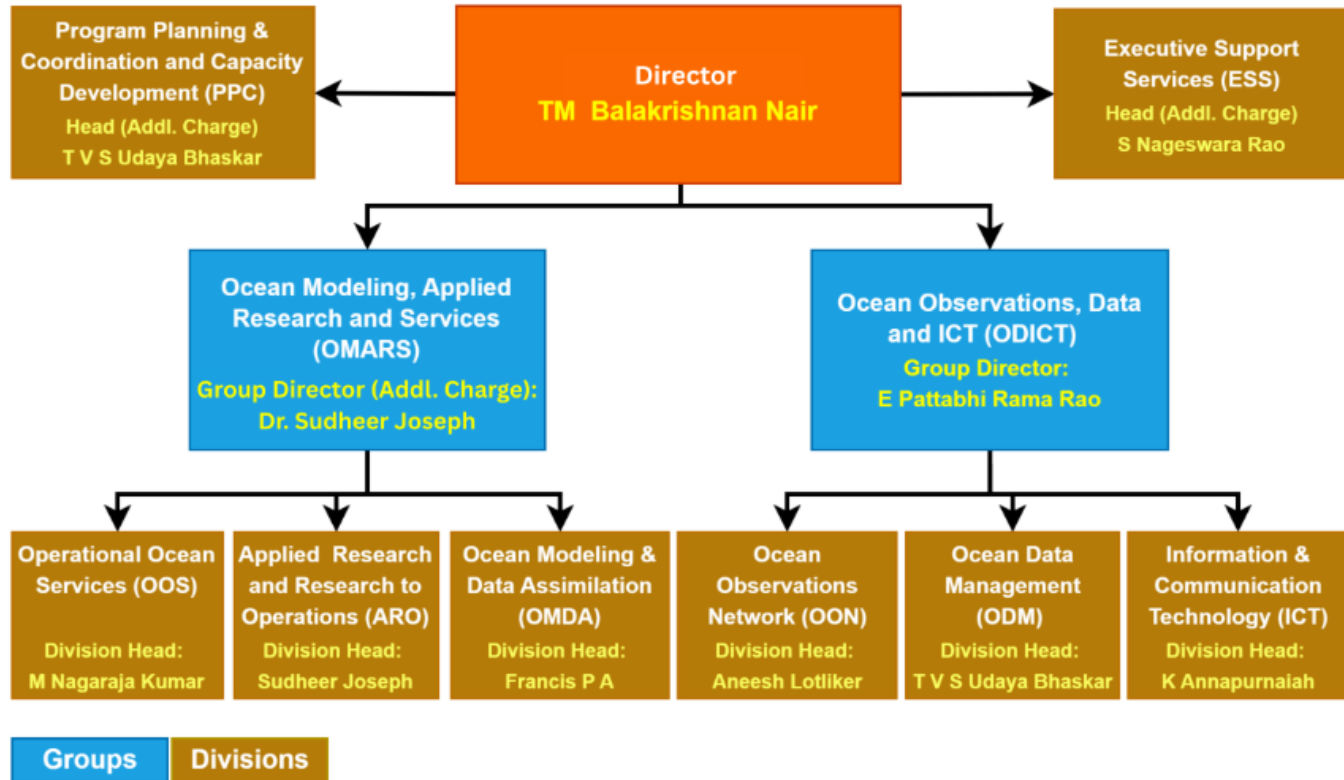 Program Planning &
Coordination and Capacity
Development (PPC)
Head (Addl. Charge)
T V S Udaya Bhaskar
Director
TM Balakrishnan Nair
Executive Support
Services (ESS)
Head (Addl. Charge)
S Nageswara Rao
Ocean Modeling, Applied
Research and Services
(OMARS)
Group Director (Addl. Charge):
Dr. Sudheer Joseph
Ocean Observations, Data
and ICT (ODICT)
Group Director:
E Pattabhi Rama Rao
Operational Ocean
Services (OOS)
Division Head:
M Nagaraja Kumar
Applied Research
and Research to
Operations (ARO)
Division Head:
Sudheer Joseph
Ocean Modeling &
Data Assimilation
(OMDA)
Division Head:
Francis P A
Ocean
Observations
Network (OON)
Division Head:
Aneesh Lotliker
Ocean Data
Management
(ODM)
Division Head:
T V S Udaya Bhaskar
Information &
Communication
Technology (ICT)
Division Head:
K Annapurnaiah
Groups
Divisions